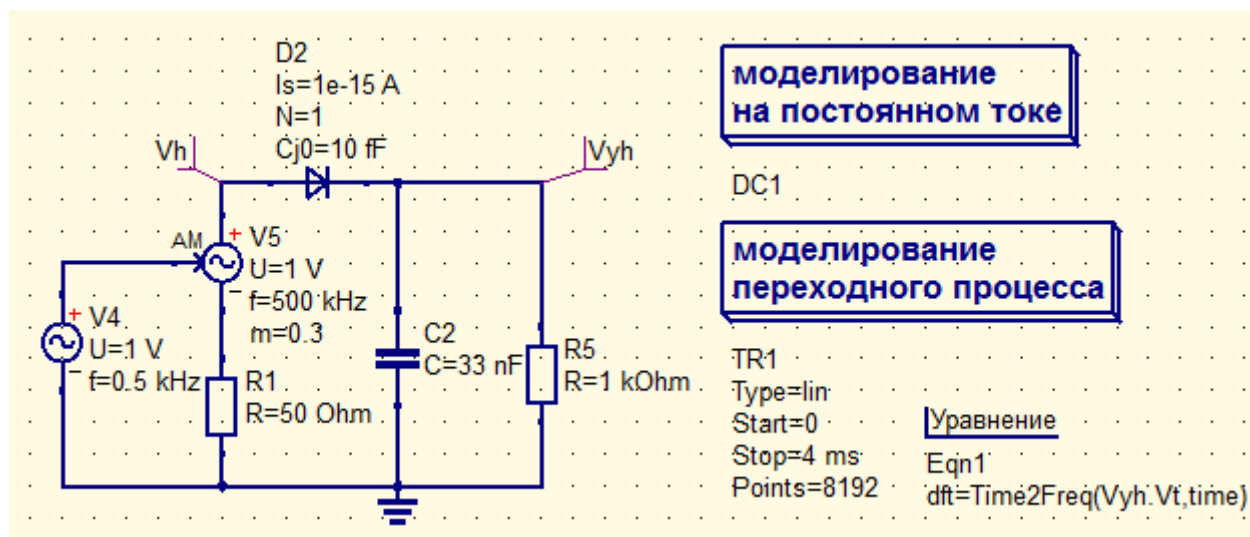 D2
Is=1e-15 A
N=1
Cj0=10 fF
Vh
Vyh
AM
+
V5
U=1 V
f=500 kHz
m=0.3
−
+
V4
U=1 V
f=0.5 kHz
−
R1
R=50 Ohm
C2
C=33 nF
R5
R=1 kOhm
моделирование
на постоянном токе
DC1
моделирование
переходного процесса
TR1
Type=lin
Start=0
Stop=4 ms
Points=8192
Уравнение
Eqn1
dft=Time2Freq(Vyh.Vt,time)